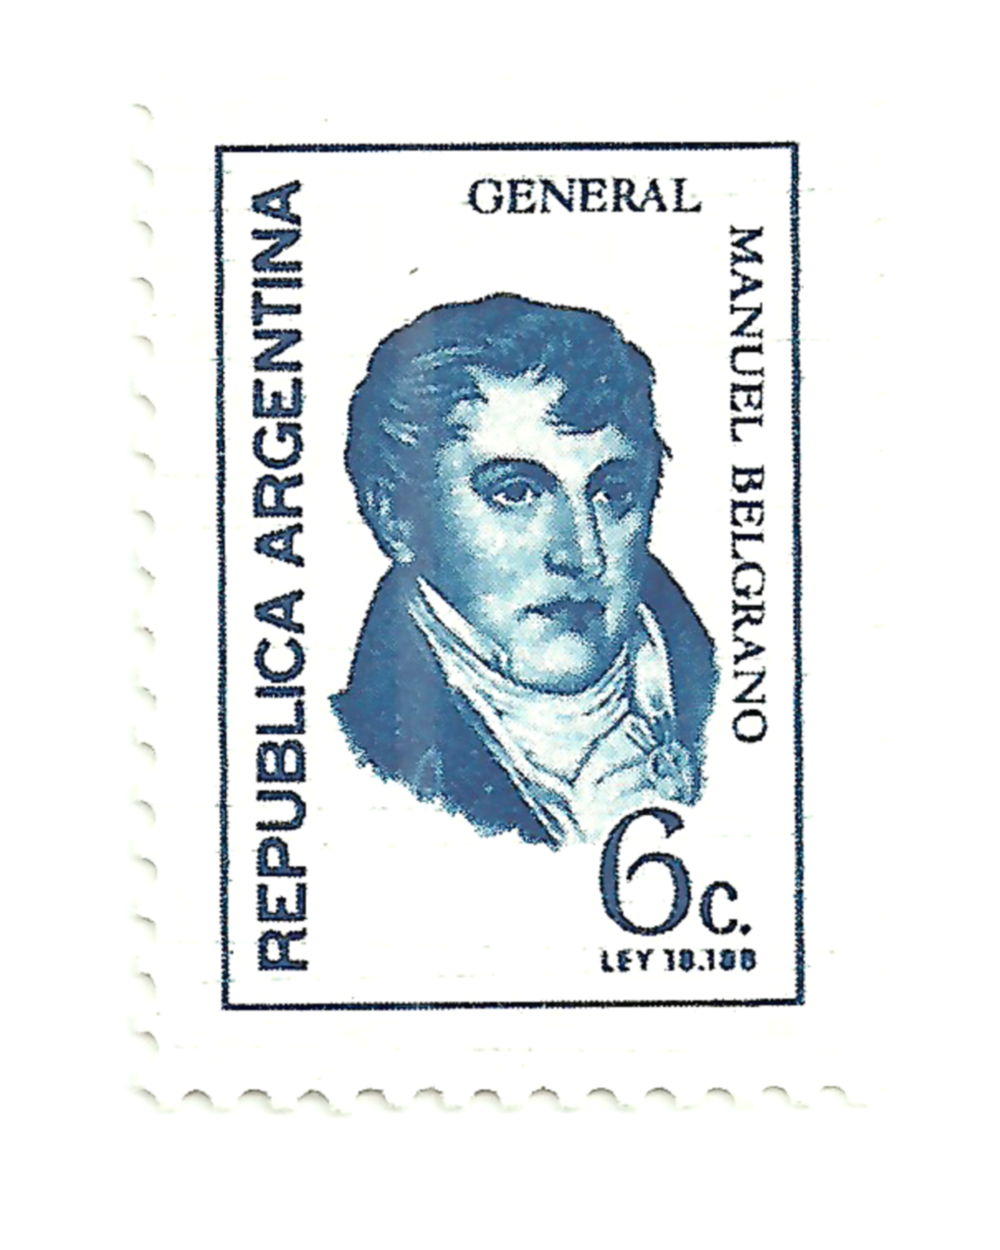 REPUBLICA ARGENTINA
GENERAL
MANUEL BELGRANO
6c.
LEY 18.188